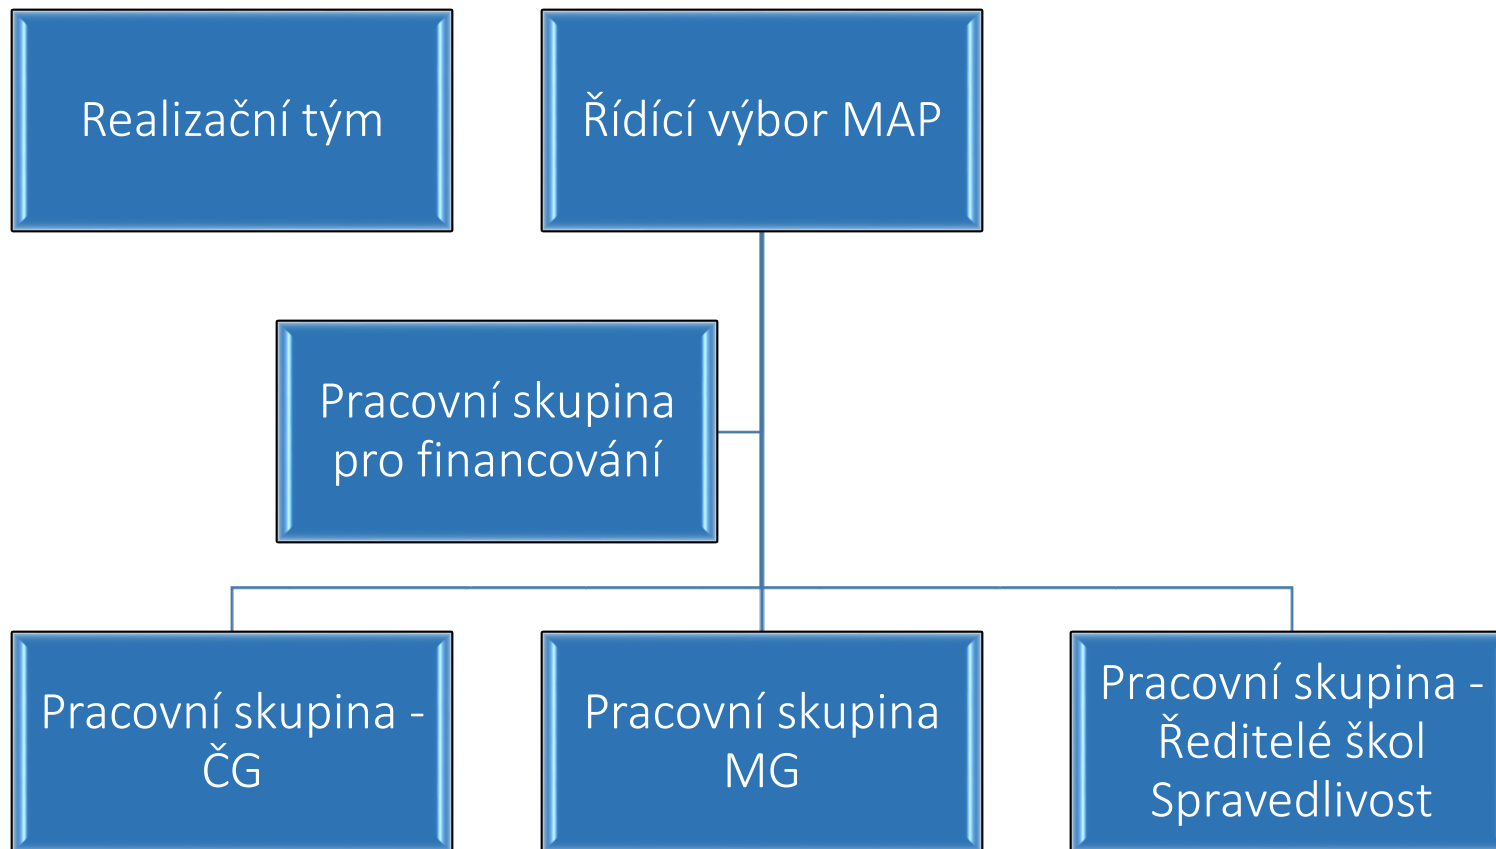 Realizační tým
Řídící výbor MAP
Pracovní skupina
pro financování
Pracovní skupina -
ČG
Pracovní skupina
MG
Pracovní skupina -
Ředitelé škol
Spravedlivost